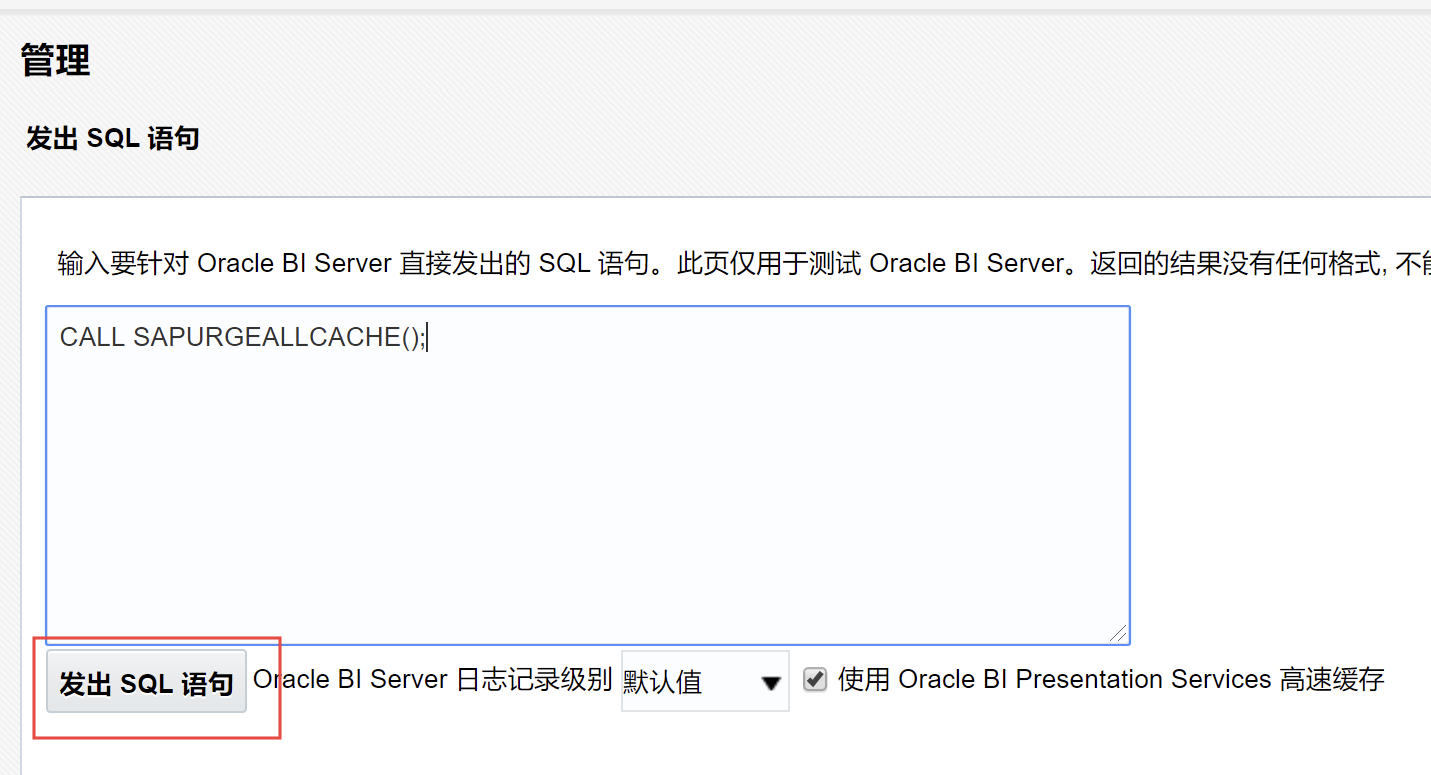 管理
发出 SQL 语句
输入要针对 Oracle BI Server 直接发出的 SQL 语句。此页仅用于测试 Oracle BI Server。返回的结果没有任何格式, 不
CALL SAPURGEALLCACHE();
发出 SQL 语句 Oracle BI Server 日志记录级别 默认值 使用 Oracle BI Presentation Services 高速缓存